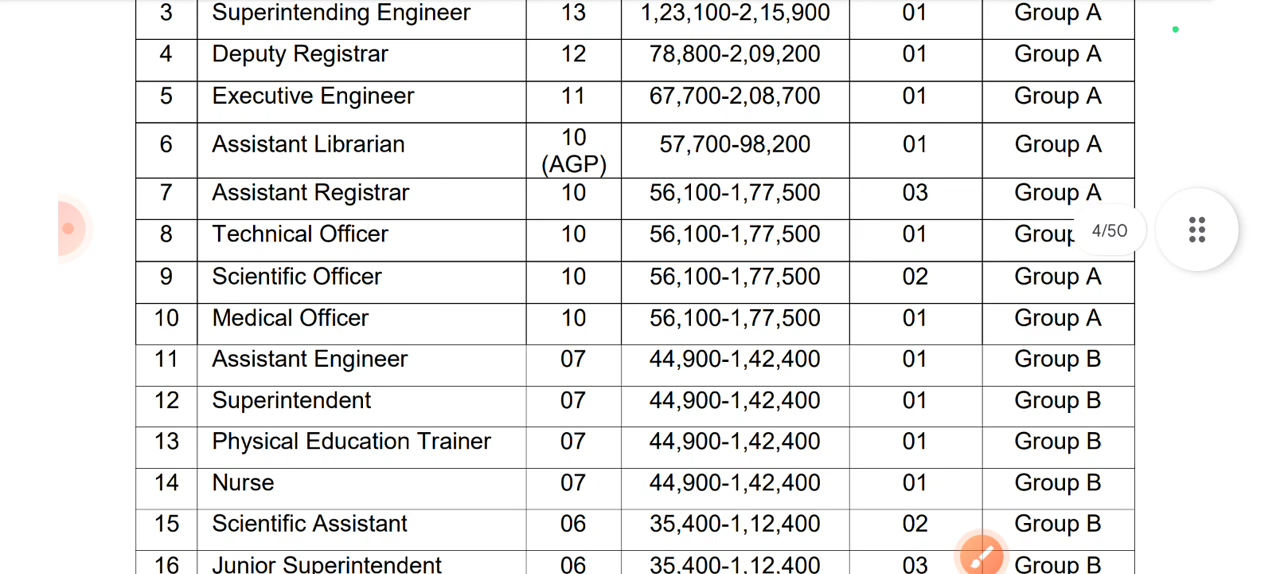 3 Superintending Engineer 13 1,23,100-2,15,900 01 Group A
4 Deputy Registrar 12 78,800-2,09,200 01 Group A
5 Executive Engineer 11 67,700-2,08,700 01 Group A
6 Assistant Librarian 10 (AGP) 57,700-98,200 01 Group A
7 Assistant Registrar 10 56,100-1,77,500 03 Group A
8 Technical Officer 10 56,100-1,77,500 01 Group
4/50
9 Scientific Officer 10 56,100-1,77,500 02 Group A
10 Medical Officer 10 56,100-1,77,500 01 Group A
11 Assistant Engineer 07 44,900-1,42,400 01 Group B
12 Superintendent 07 44,900-1,42,400 01 Group B
13 Physical Education Trainer 07 44,900-1,42,400 01 Group B
14 Nurse 07 44,900-1,42,400 01 Group B
15 Scientific Assistant 06 35,400-1,12,400 02 Group B
16 Junior Superintendent 06 35,400-1,12,400 03 Group B